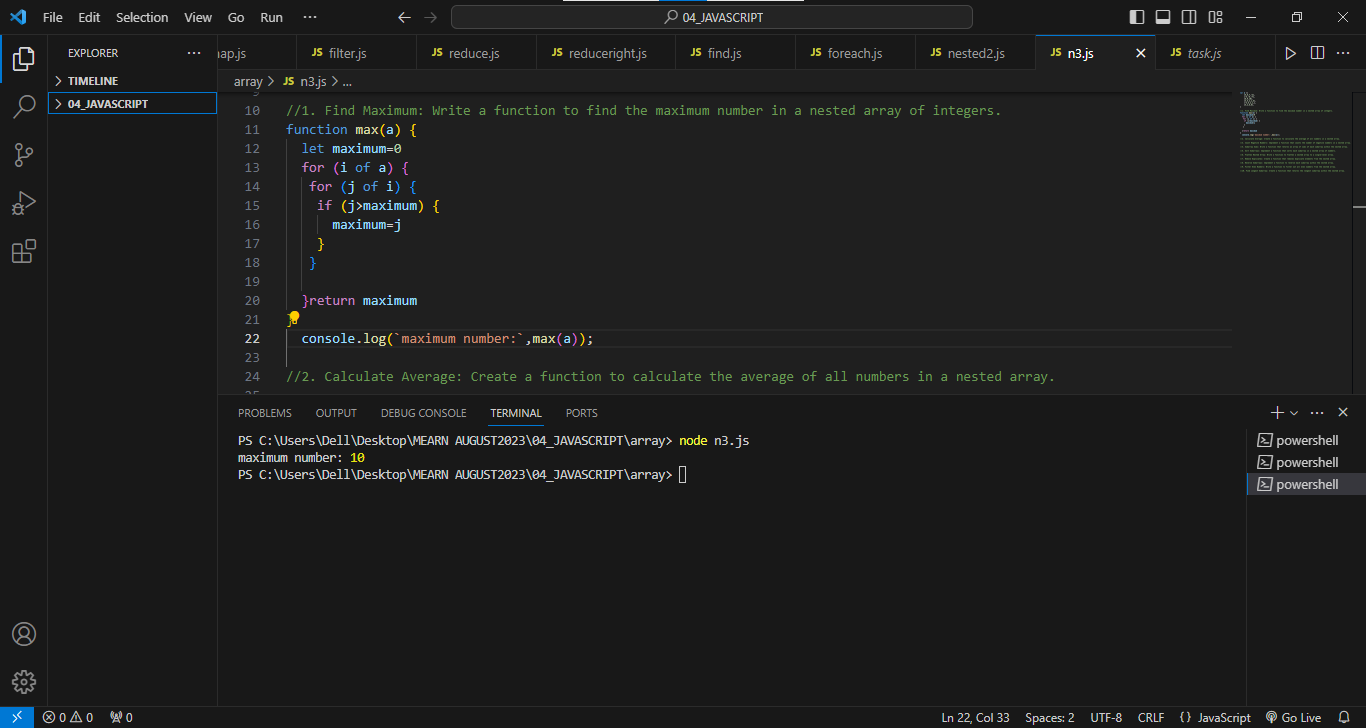 File Edit Selection View Go Run ··· 04_JAVASCRIPT
EXPLORER ···
TIMELINE
04_JAVASCRIPT
ap.js JS filter.js JS reduce.js JS reduceright.js JS find.js JS foreach.js JS nested2.js JS n3.js JS task.js ···
array > JS n3.js > ...
10 //1. Find Maximum: Write a function to find the maximum number in a nested array of integers.
11 function max(a) {
12 let maximum=0
13 for (i of a) {
14 for (j of i) {
15 if (j>maximum) {
16 maximum=j
17 }
18 }
19
20 }return maximum
21 }
22 console.log(`maximum number:`,max(a));
23
24 //2. Calculate Average: Create a function to calculate the average of all numbers in a nested array.
PROBLEMS OUTPUT DEBUG CONSOLE TERMINAL PORTS
PS C:\Users\Dell\Desktop\MEARN AUGUST2023\04_JAVASCRIPT\array> node n3.js
maximum number: 10
PS C:\Users\Dell\Desktop\MEARN AUGUST2023\04_JAVASCRIPT\array>
powershell
powershell
powershell
0 0 0 Ln 22, Col 33 Spaces: 2 UTF-8 CRLF {} JavaScript Go Live